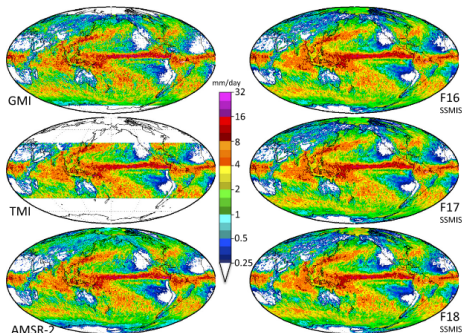 GMI
mm/day
32
16
8
4
2
1
0.5
0.25
F16
SSMIS
TMI
F17
SSMIS
AMSR-2
F18
SSMIS